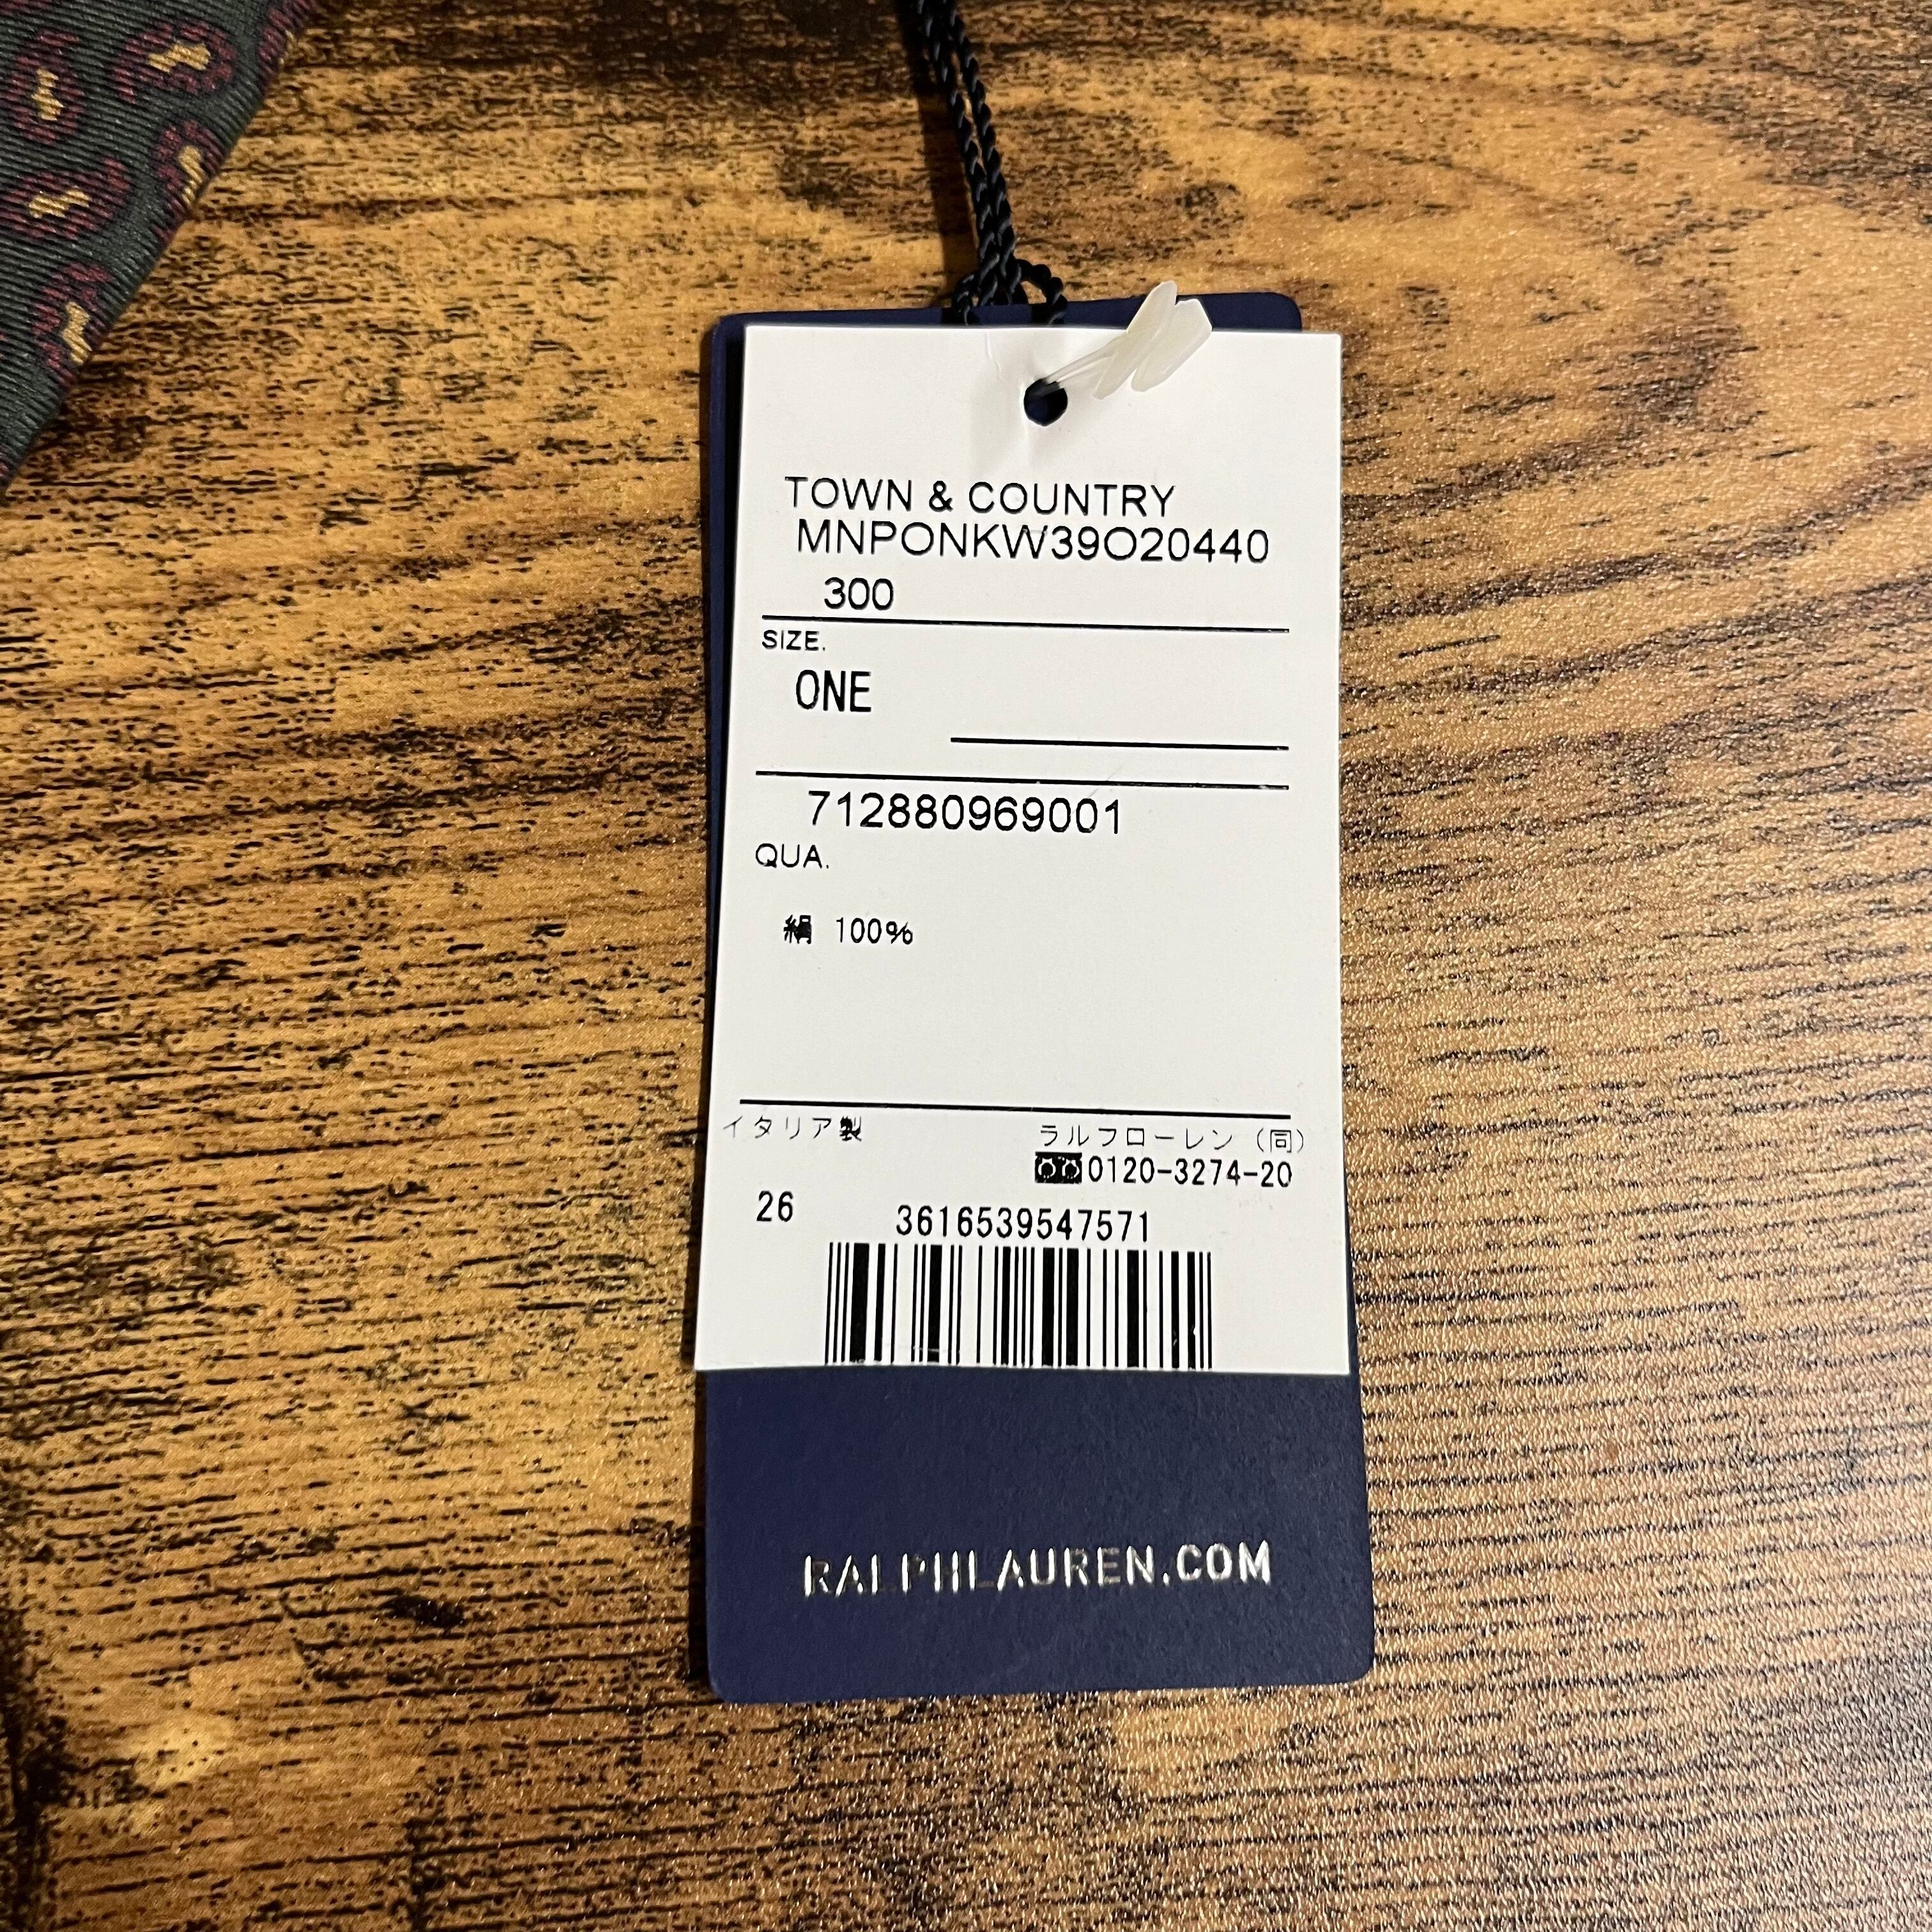 TOWN & COUNTRY
MNPONKW39O20440
300
SIZE.
ONE
712880969001
QUA.
絹 100%
イタリア製
ラルフローレン (同)
0120-3274-20
26
3616539547571
RALPHLAUREN.COM